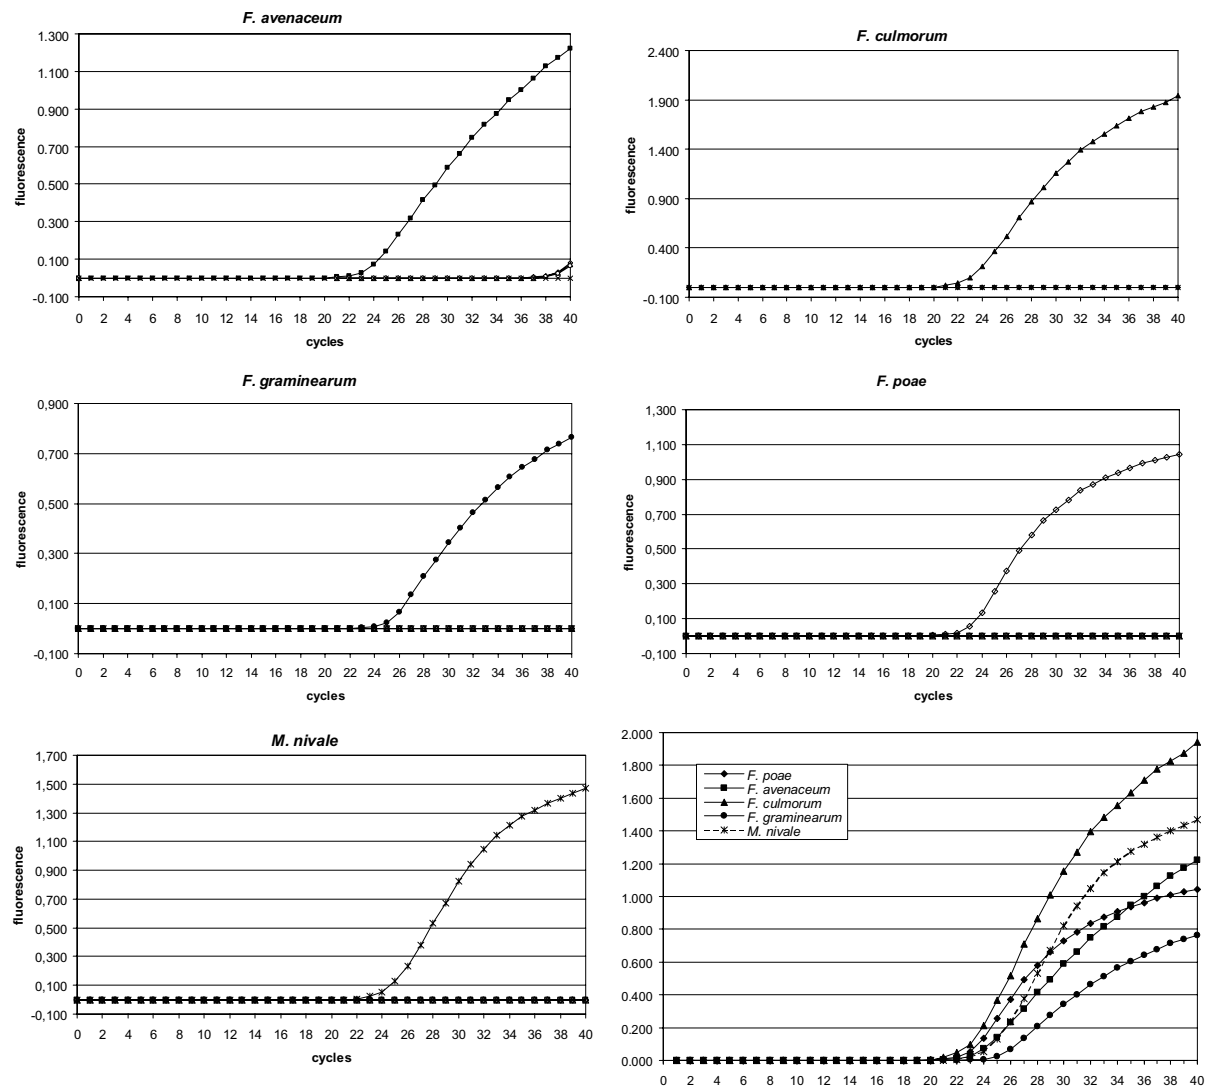 F. avenaceum
1.300
1.100
0.900
0.700
0.500
0.300
0.100
-0.100
fluorescence
0 2 4 6 8 10 12 14 16 18 20 22 24 26 28 30 32 34 36 38 40
cycles
F. culmorum
2.400
1.900
1.400
0.900
0.400
-0.100
fluorescence
0 2 4 6 8 10 12 14 16 18 20 22 24 26 28 30 32 34 36 38 40
cycles
F. graminearum
0,900
0,700
0,500
0,300
0,100
-0,100
fluorescence
0 2 4 6 8 10 12 14 16 18 20 22 24 26 28 30 32 34 36 38 40
cycles
F. poae
1,300
1,100
0,900
0,700
0,500
0,300
0,100
-0,100
fluorescence
0 2 4 6 8 10 12 14 16 18 20 22 24 26 28 30 32 34 36 38 40
cycles
M. nivale
1,700
1,500
1,300
1,100
0,900
0,700
0,500
0,300
0,100
-0,100
fluorescence
0 2 4 6 8 10 12 14 16 18 20 22 24 26 28 30 32 34 36 38 40
cycles
2.000
1.800
1.600
1.400
1.200
1.000
0.800
0.600
0.400
0.200
0.000
F. poae
F. avenaceum
F. culmorum
F. graminearum
M. nivale
0 2 4 6 8 10 12 14 16 18 20 22 24 26 28 30 32 34 36 38 40